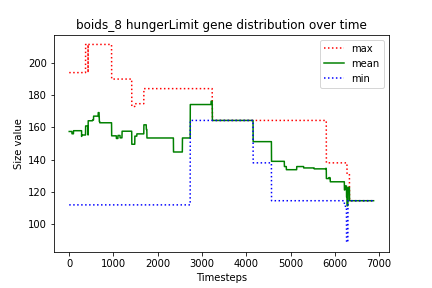 boids_8 hungerLimit gene distribution over time
max
mean
min
Size value
200
180
160
140
120
100
0 1000 2000 3000 4000 5000 6000 7000
Timesteps